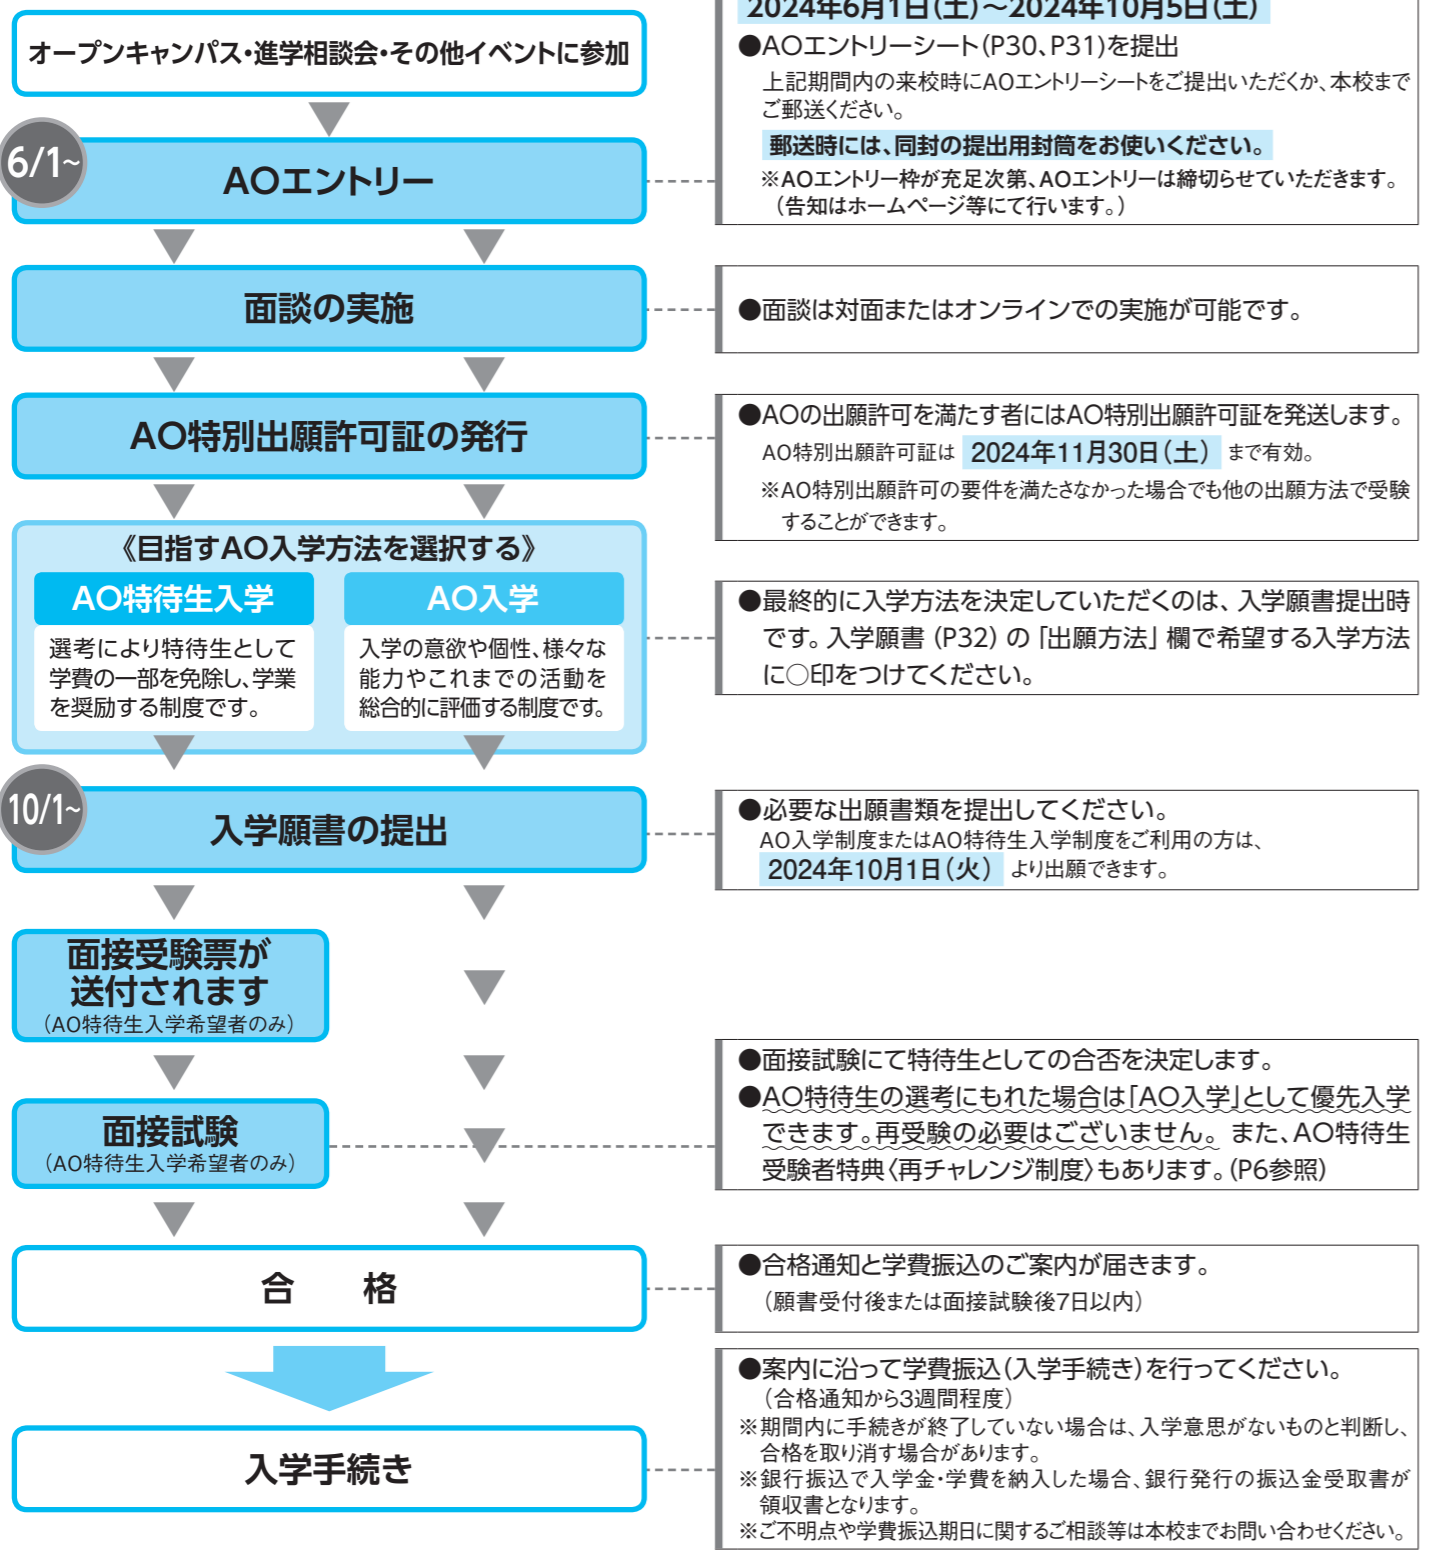 オープンキャンパス・進学相談会・その他イベントに参加
2024年6月1日(土)～2024年10月5日(土)
●AOエントリーシート(P30、P31)を提出
上記期間内の来校時にAOエントリーシートをご提出いただくか、本校まで
ご郵送ください。
郵送時には、同封の提出用封筒をお使いください。
※AOエントリー枠が充足次第、AOエントリーは締切らせていただきます。
（告知はホームページ等にて行います。）
6/1~
AOエントリー
面談の実施
●面談は対面またはオンラインでの実施が可能です。
AO特別出願許可証の発行
●AOの出願許可を満たす者にはAO特別出願許可証を発送します。
AO特別出願許可証は 2024年11月30日(土) まで有効。
※AO特別出願許可の要件を満たさなかった場合でも他の出願方法で受験
することができます。
《目指すAO入学方法を選択する》
AO特待生入学
選考により特待生として
学費の一部を免除し、学業
を奨励する制度です。
AO入学
入学の意欲や個性、様々な
能力やこれまでの活動を
総合的に評価する制度です。
●最終的に入学方法を決定していただくのは、入学願書提出時
です。入学願書（P32）の「出願方法」欄で希望する入学方法
に○印をつけてください。
10/1~
入学願書の提出
●必要な出願書類を提出してください。
AO入学制度またはAO特待生入学制度をご利用の方は、
2024年10月1日(火) より出願できます。
面接受験票が
送付されます
（AO特待生入学希望者のみ）
面接試験
（AO特待生入学希望者のみ）
●面接試験にて特待生としての合否を決定します。
●AO特待生の選考にもれた場合は「AO入学」として優先入学
できます。再受験の必要はございません。また、AO特待生
受験者特典〈再チャレンジ制度〉もあります。(P6参照)
合　格
●合格通知と学費振込のご案内が届きます。
（願書受付後または面接試験後7日以内）
入学手続き
●案内に沿って学費振込(入学手続き)を行ってください。
（合格通知から3週間程度）
※期間内に手続きが終了していない場合は、入学意思がないものと判断し、
合格を取り消す場合があります。
※銀行振込で入学金・学費を納入した場合、銀行発行の振込金受取書が
領収書となります。
※ご不明点や学費振込期日に関するご相談等は本校までお問い合わせください。